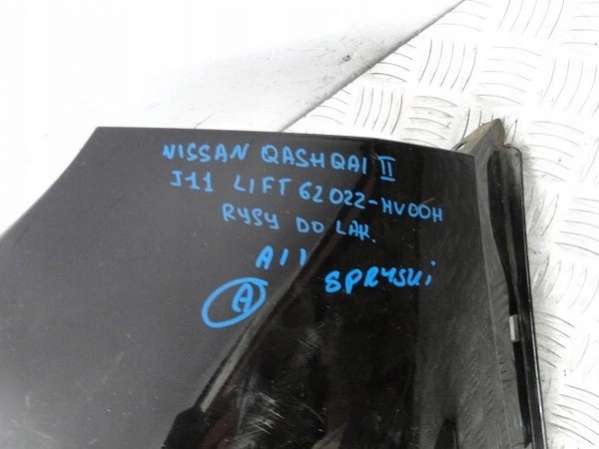 NISSAN QASHQAI II
J11 LIFT 62022-HV00H
RYSY DO LAK.
A11
SPRYSKI
A